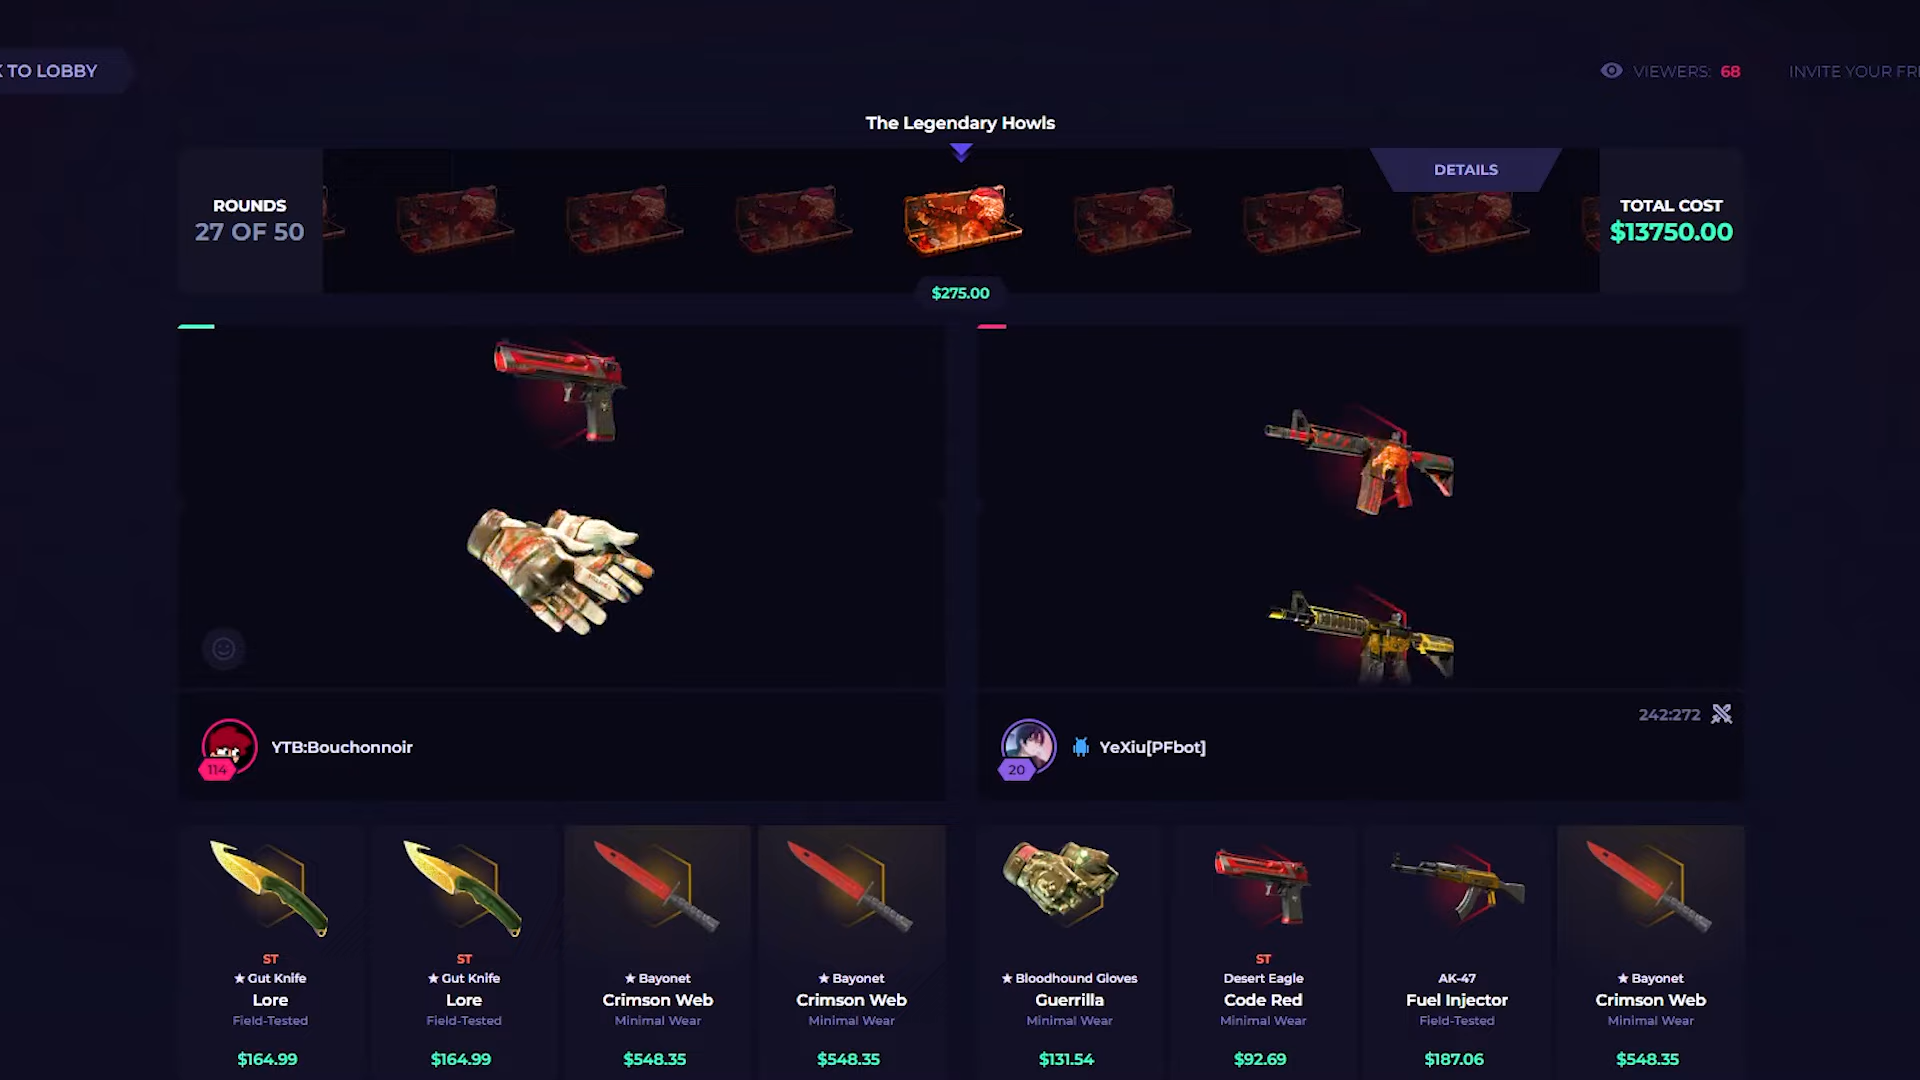 K TO LOBBY
VIEWERS: 68
INVITE YOUR FRI
The Legendary Howls
DETAILS
ROUNDS
27 OF 50
TOTAL COST
$13750.00
$275.00
242:272
114
YTB:Bouchonnoir
20
YeXiu[PFbot]
ST
★ Gut Knife
Lore
Field-Tested
$164.99
ST
★ Gut Knife
Lore
Field-Tested
$164.99
★ Bayonet
Crimson Web
Minimal Wear
$548.35
★ Bayonet
Crimson Web
Minimal Wear
$548.35
★ Bloodhound Gloves
Guerrilla
Minimal Wear
$131.54
ST
Desert Eagle
Code Red
Minimal Wear
$92.69
AK-47
Fuel Injector
Field-Tested
$187.06
★ Bayonet
Crimson Web
Minimal Wear
$548.35